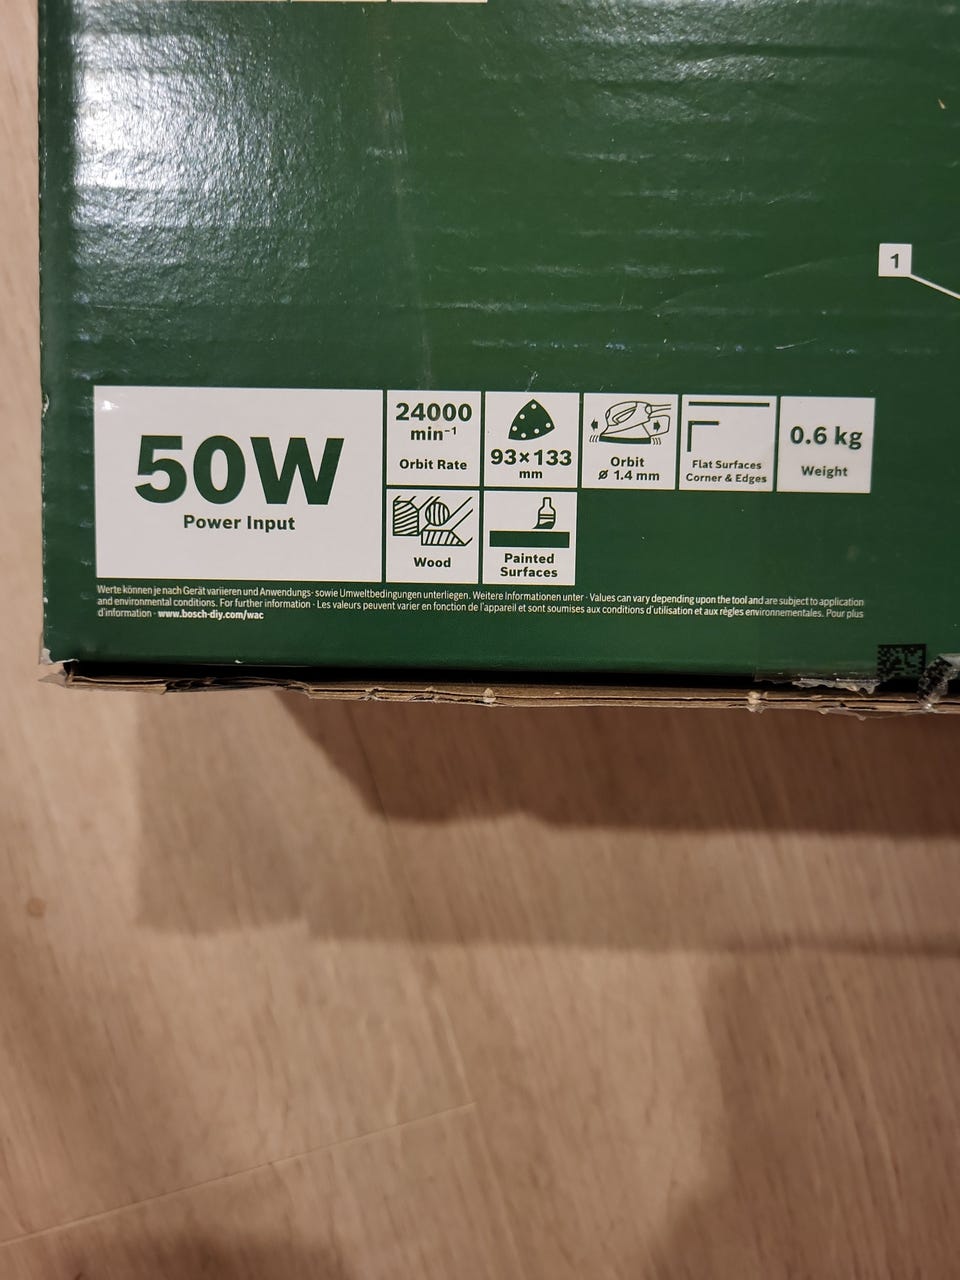 1
50W
Power Input
24000
min⁻¹
Orbit Rate
93×133
mm
Orbit
Ø 1.4 mm
Flat Surfaces
Corner & Edges
0.6 kg
Weight
Wood
Painted
Surfaces
Werte können je nach Gerät variieren und Anwendungs- sowie Umweltbedingungen unterliegen. Weitere Informationen unter · Values can vary depending upon the tool and are subject to application
and environmental conditions. For further information · Les valeurs peuvent varier en fonction de l'appareil et sont soumises aux conditions d'utilisation et aux règles environnementales. Pour plus
d'information · www.bosch-diy.com/wac